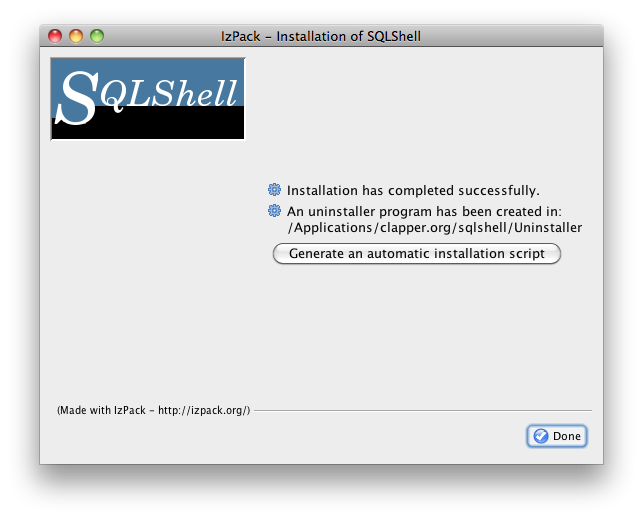 IzPack - Installation of SQLShell
SQLShell
Installation has completed successfully.
An uninstaller program has been created in:
/Applications/clapper.org/sqlshell/Uninstaller
Generate an automatic installation script
(Made with IzPack - http://izpack.org/)
Done